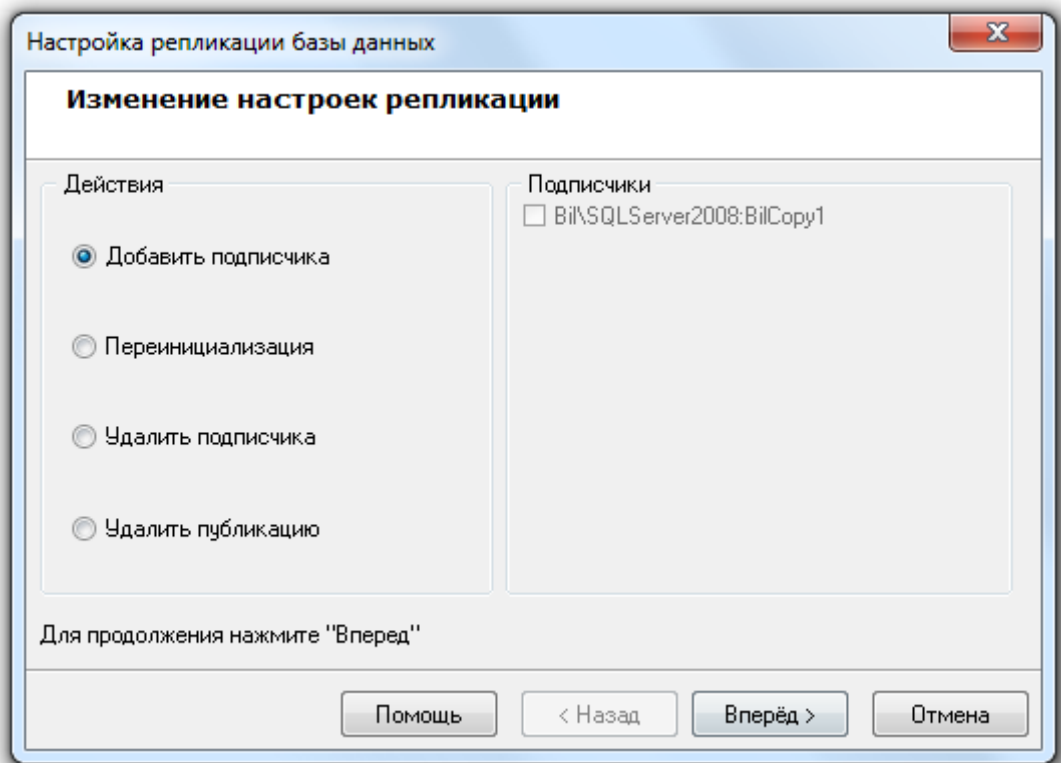 Настройка репликации базы данных
Изменение настроек репликации
Действия
Добавить подписчика
Переинициализация
Удалить подписчика
Удалить публикацию
Подписчики
Bil\SQLServer2008:BilCopy1
Для продолжения нажмите "Вперед"
Помощь
< Назад
Вперёд >
Отмена